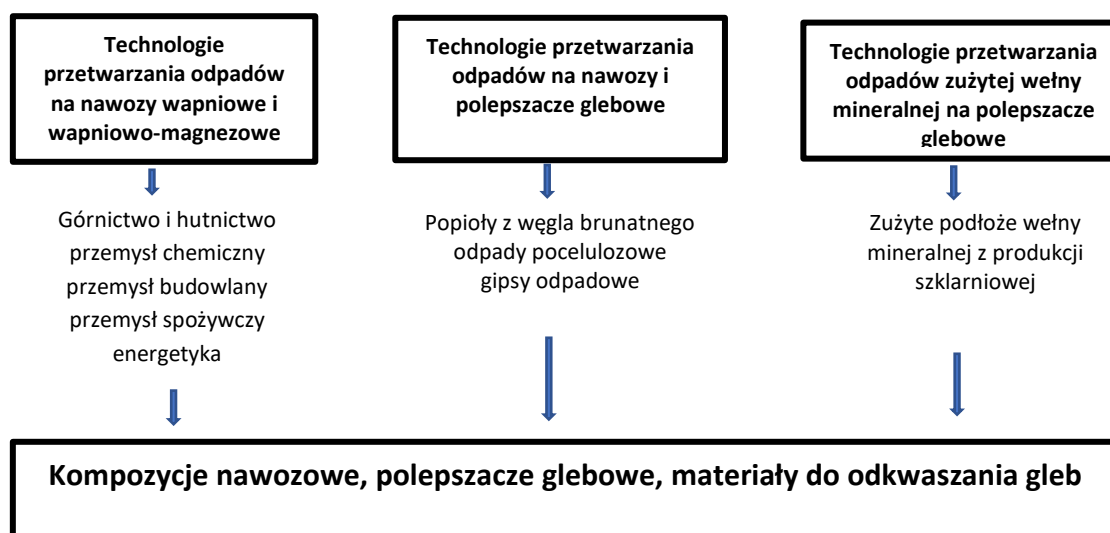 Technologie
przetwarzania odpadów
na nawozy wapniowe i
wapniowo-magnezowe
Technologie przetwarzania
odpadów na nawozy i
polepszacze glebowe
Technologie przetwarzania
odpadów zużytej wełny
mineralnej na polepszacze
glebowe
Górnictwo i hutnictwo
przemysł chemiczny
przemysł budowlany
przemysł spożywczy
energetyka
Popioły z węgla brunatnego
odpady pocelulozowe
gipsy odpadowe
Zużyte podłoże wełny
mineralnej z produkcji
szklarniowej
Kompozycje nawozowe, polepszacze glebowe, materiały do odkwaszania gleb